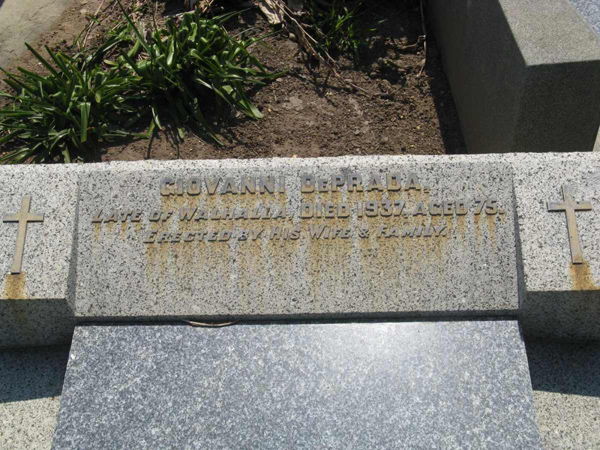 GIOVANNI DEPRADA.
LATE OF WALHALLA, DIED 1937. AGED 75.
ERECTED BY HIS WIFE & FAMILY.